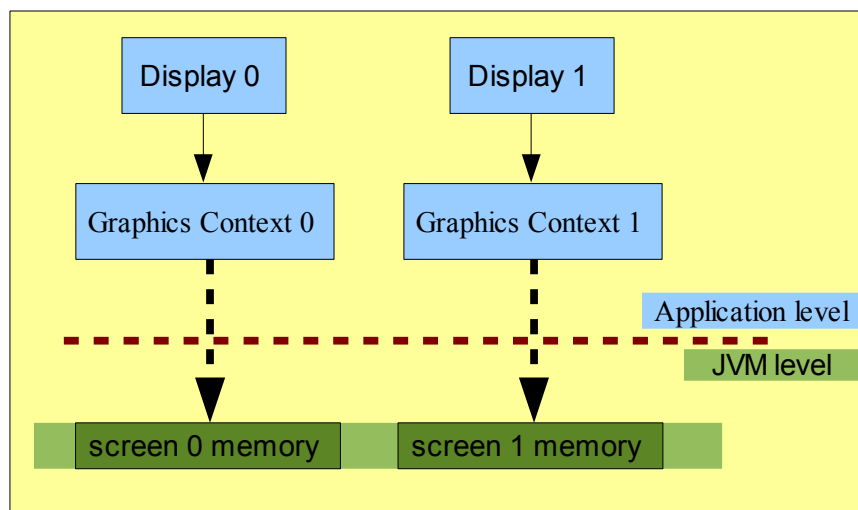 Display 0
Display 1
Graphics Context 0
Graphics Context 1
Application level
JVM level
screen 0 memory
screen 1 memory